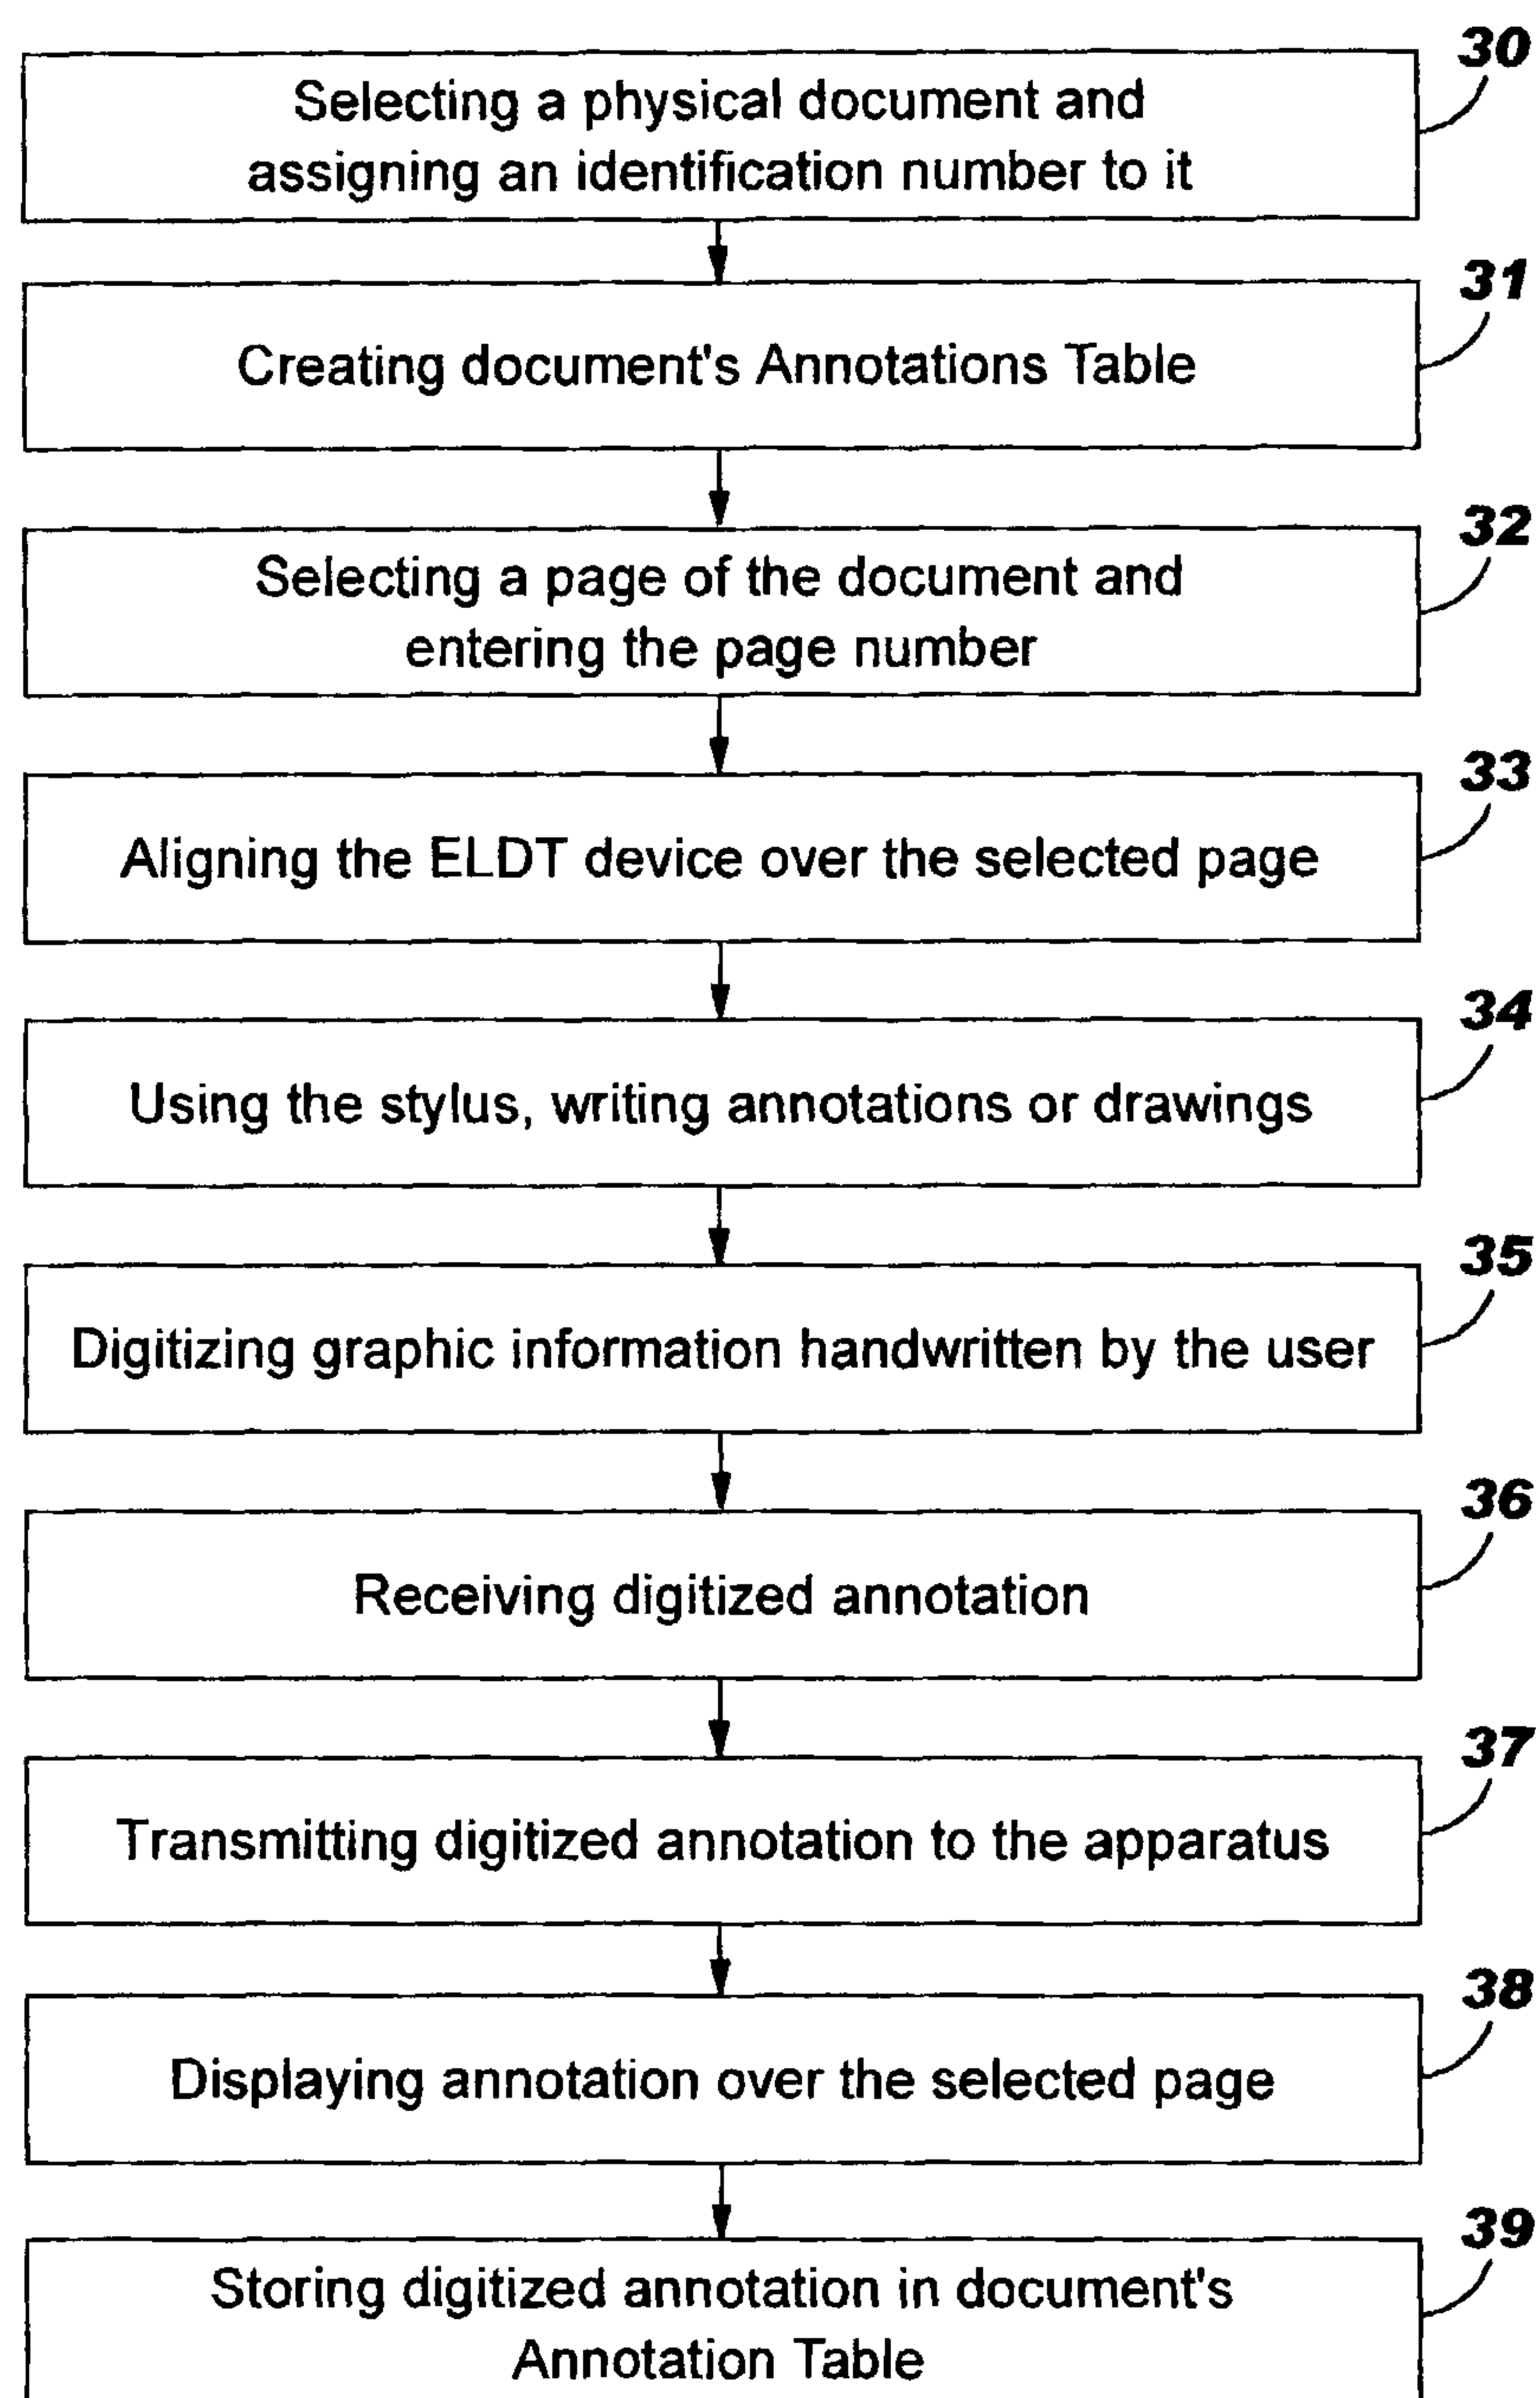 30
Selecting a physical document and
assigning an identification number to it
31
Creating document's Annotations Table
32
Selecting a page of the document and
entering the page number
33
Aligning the ELDT device over the selected page
34
Using the stylus, writing annotations or drawings
35
Digitizing graphic information handwritten by the user
36
Receiving digitized annotation
37
Transmitting digitized annotation to the apparatus
38
Displaying annotation over the selected page
39
Storing digitized annotation in document's
Annotation Table